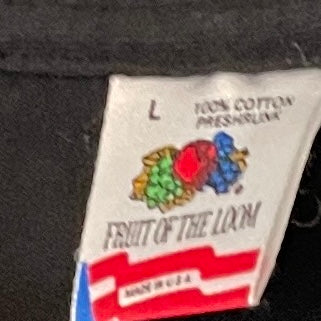 L
100% COTTON
PRESHRUNK
FRUIT OF THE LOOM
MADE IN U.S.A